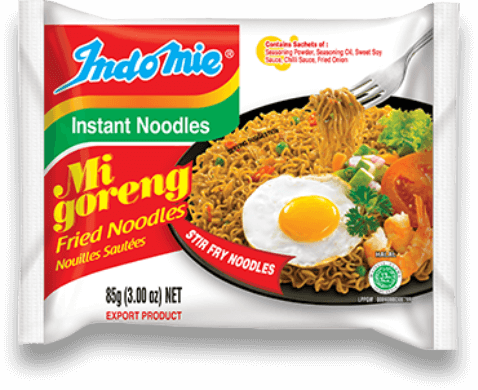 Indomie®
Contains Sachets of :
Seasoning Powder, Seasoning Oil, Sweet Soy
Sauce, Chilli Sauce, Fried Onion
Instant Noodles
Mi
goreng
Fried Noodles
Nouilles Sautées
STIR FRY NOODLES
85g (3.00 oz) NET
EXPORT PRODUCT
HALAL